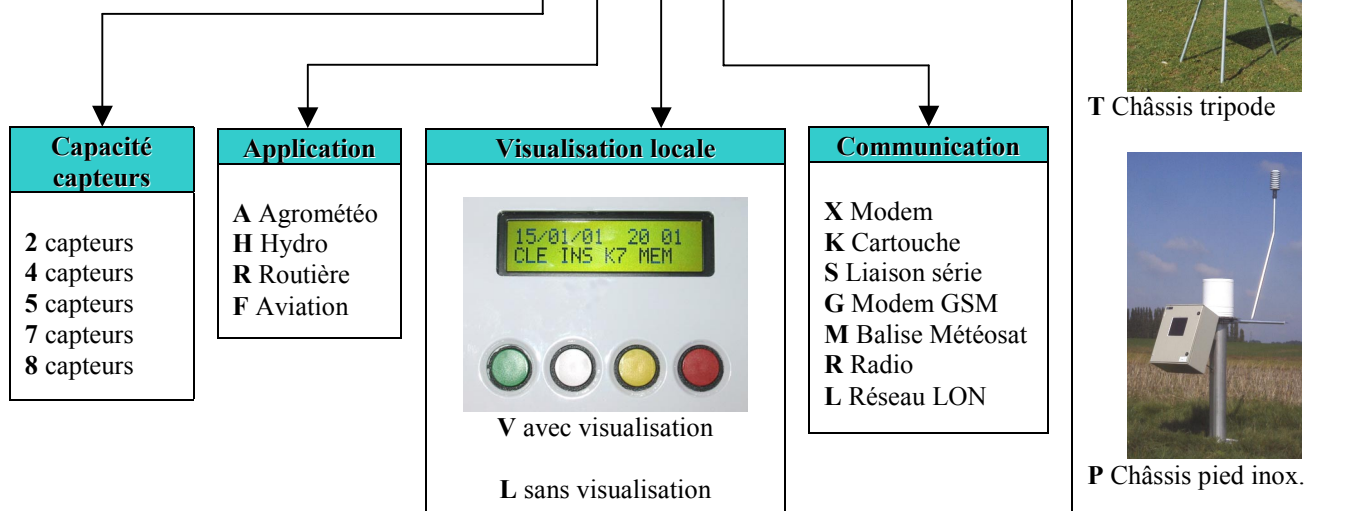 Capacité
capteurs
2 capteurs
4 capteurs
5 capteurs
7 capteurs
8 capteurs
Application
A Agrométéo
H Hydro
R Routière
F Aviation
Visualisation locale
15/01/01 20 01
CLE INS K7 MEM
V avec visualisation
L sans visualisation
Communication
X Modem
K Cartouche
S Liaison série
G Modem GSM
M Balise Météosat
R Radio
L Réseau LON
T Châssis tripode
P Châssis pied inox.